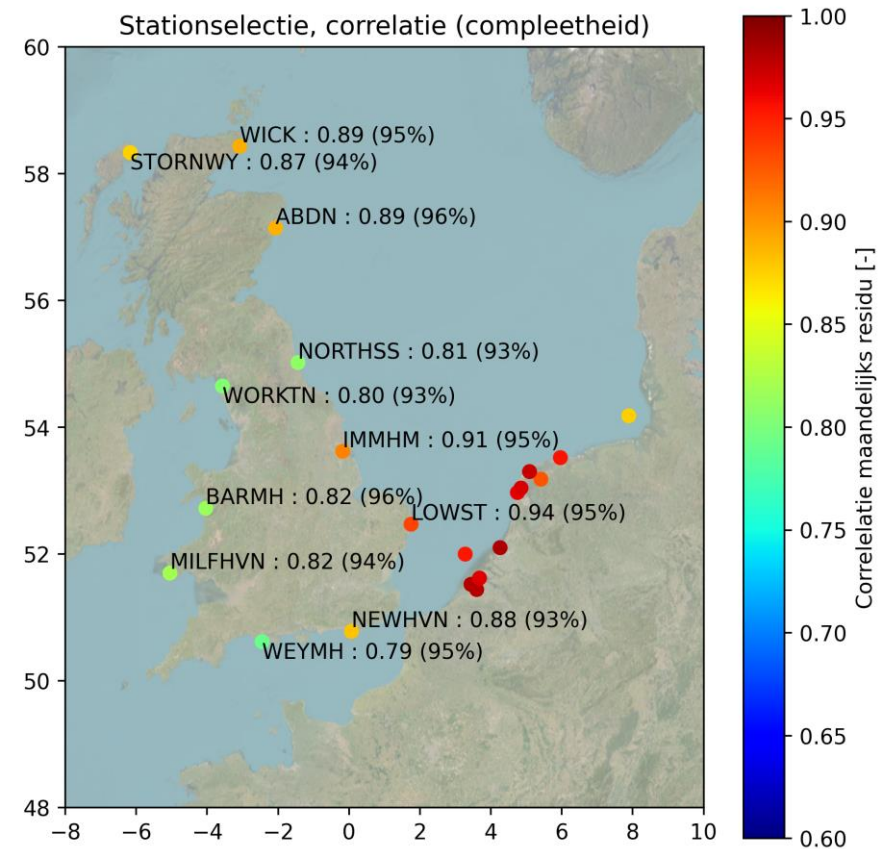 Stationselectie, correlatie (compleetheid)
60
58
56
54
52
50
48
−8
−6
−4
−2
0
2
4
6
8
10
WICK : 0.89 (95%)
STORNWY : 0.87 (94%)
ABDN : 0.89 (96%)
NORTHSS : 0.81 (93%)
WORKTN : 0.80 (93%)
IMMHM : 0.91 (95%)
BARMH : 0.82 (96%)
LOWST : 0.94 (95%)
MILFHVN : 0.82 (94%)
NEWHVN : 0.88 (93%)
WEYMH : 0.79 (95%)
1.00
0.95
0.90
0.85
0.80
0.75
0.70
0.65
0.60
Correlelatie maandelijks residu [-]